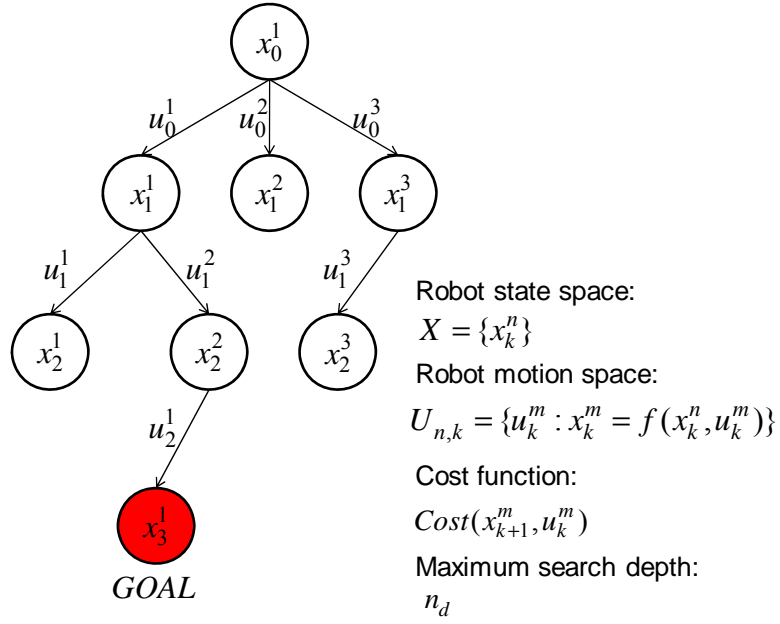 x_0^1
u_0^1 u_0^2 u_0^3
x_1^1 x_1^2 x_1^3
u_1^1 u_1^2 u_1^3
x_2^1 x_2^2 x_2^3
u_2^1
x_3^1
GOAL
Robot state space:
X = {x_k^n}
Robot motion space:
U_{n,k} = {u_k^m : x_k^m = f(x_k^n, u_k^m)}
Cost function:
Cost(x_{k+1}^m, u_k^m)
Maximum search depth:
n_d